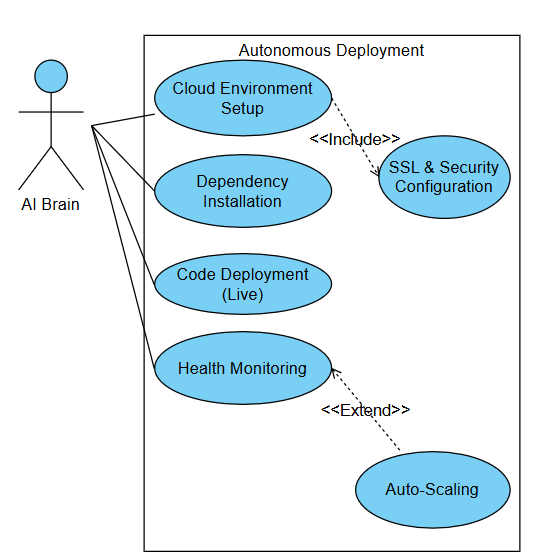 Autonomous Deployment
Cloud Environment
Setup
<<Include>>
SSL & Security
Configuration
Dependency
Installation
AI Brain
Code Deployment
(Live)
Health Monitoring
<<Extend>>
Auto-Scaling